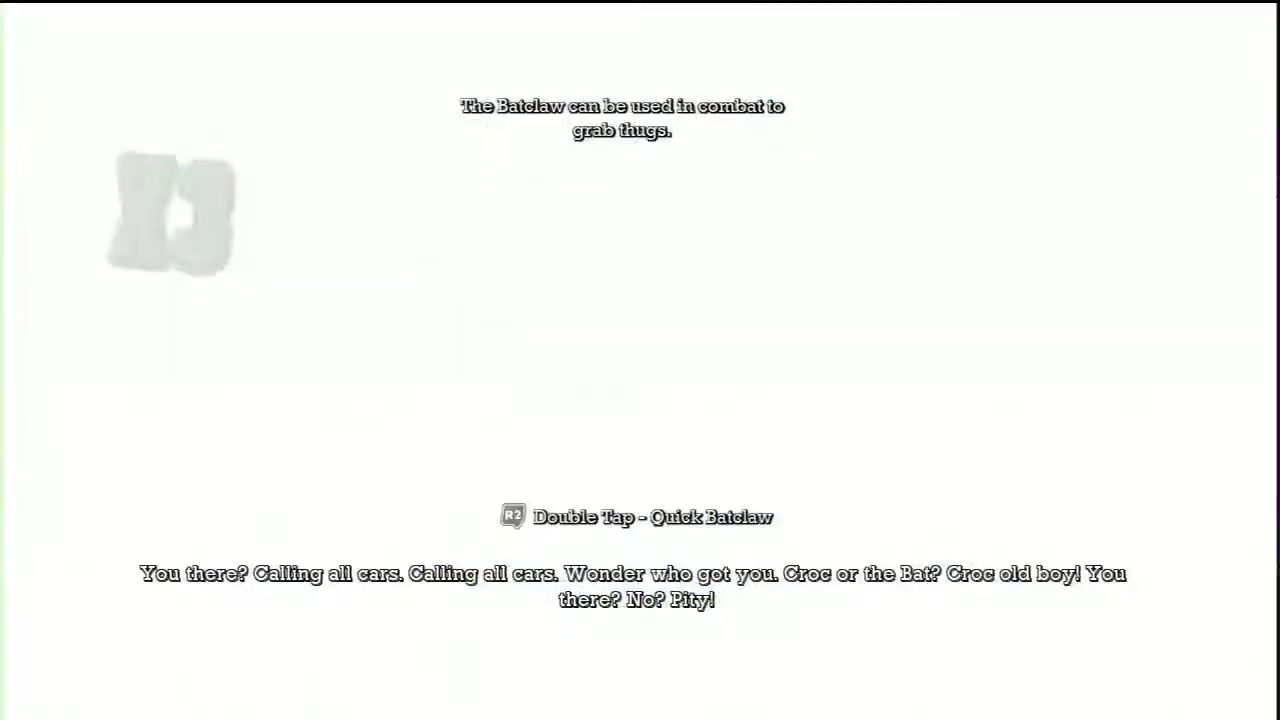 The Batclaw can be used in combat to
grab thugs.
X3
R2 Double Tap - Quick Batclaw
You there? Calling all cars. Calling all cars. Wonder who got you. Croc or the Bat? Croc old boy! You
there? No? Pity!